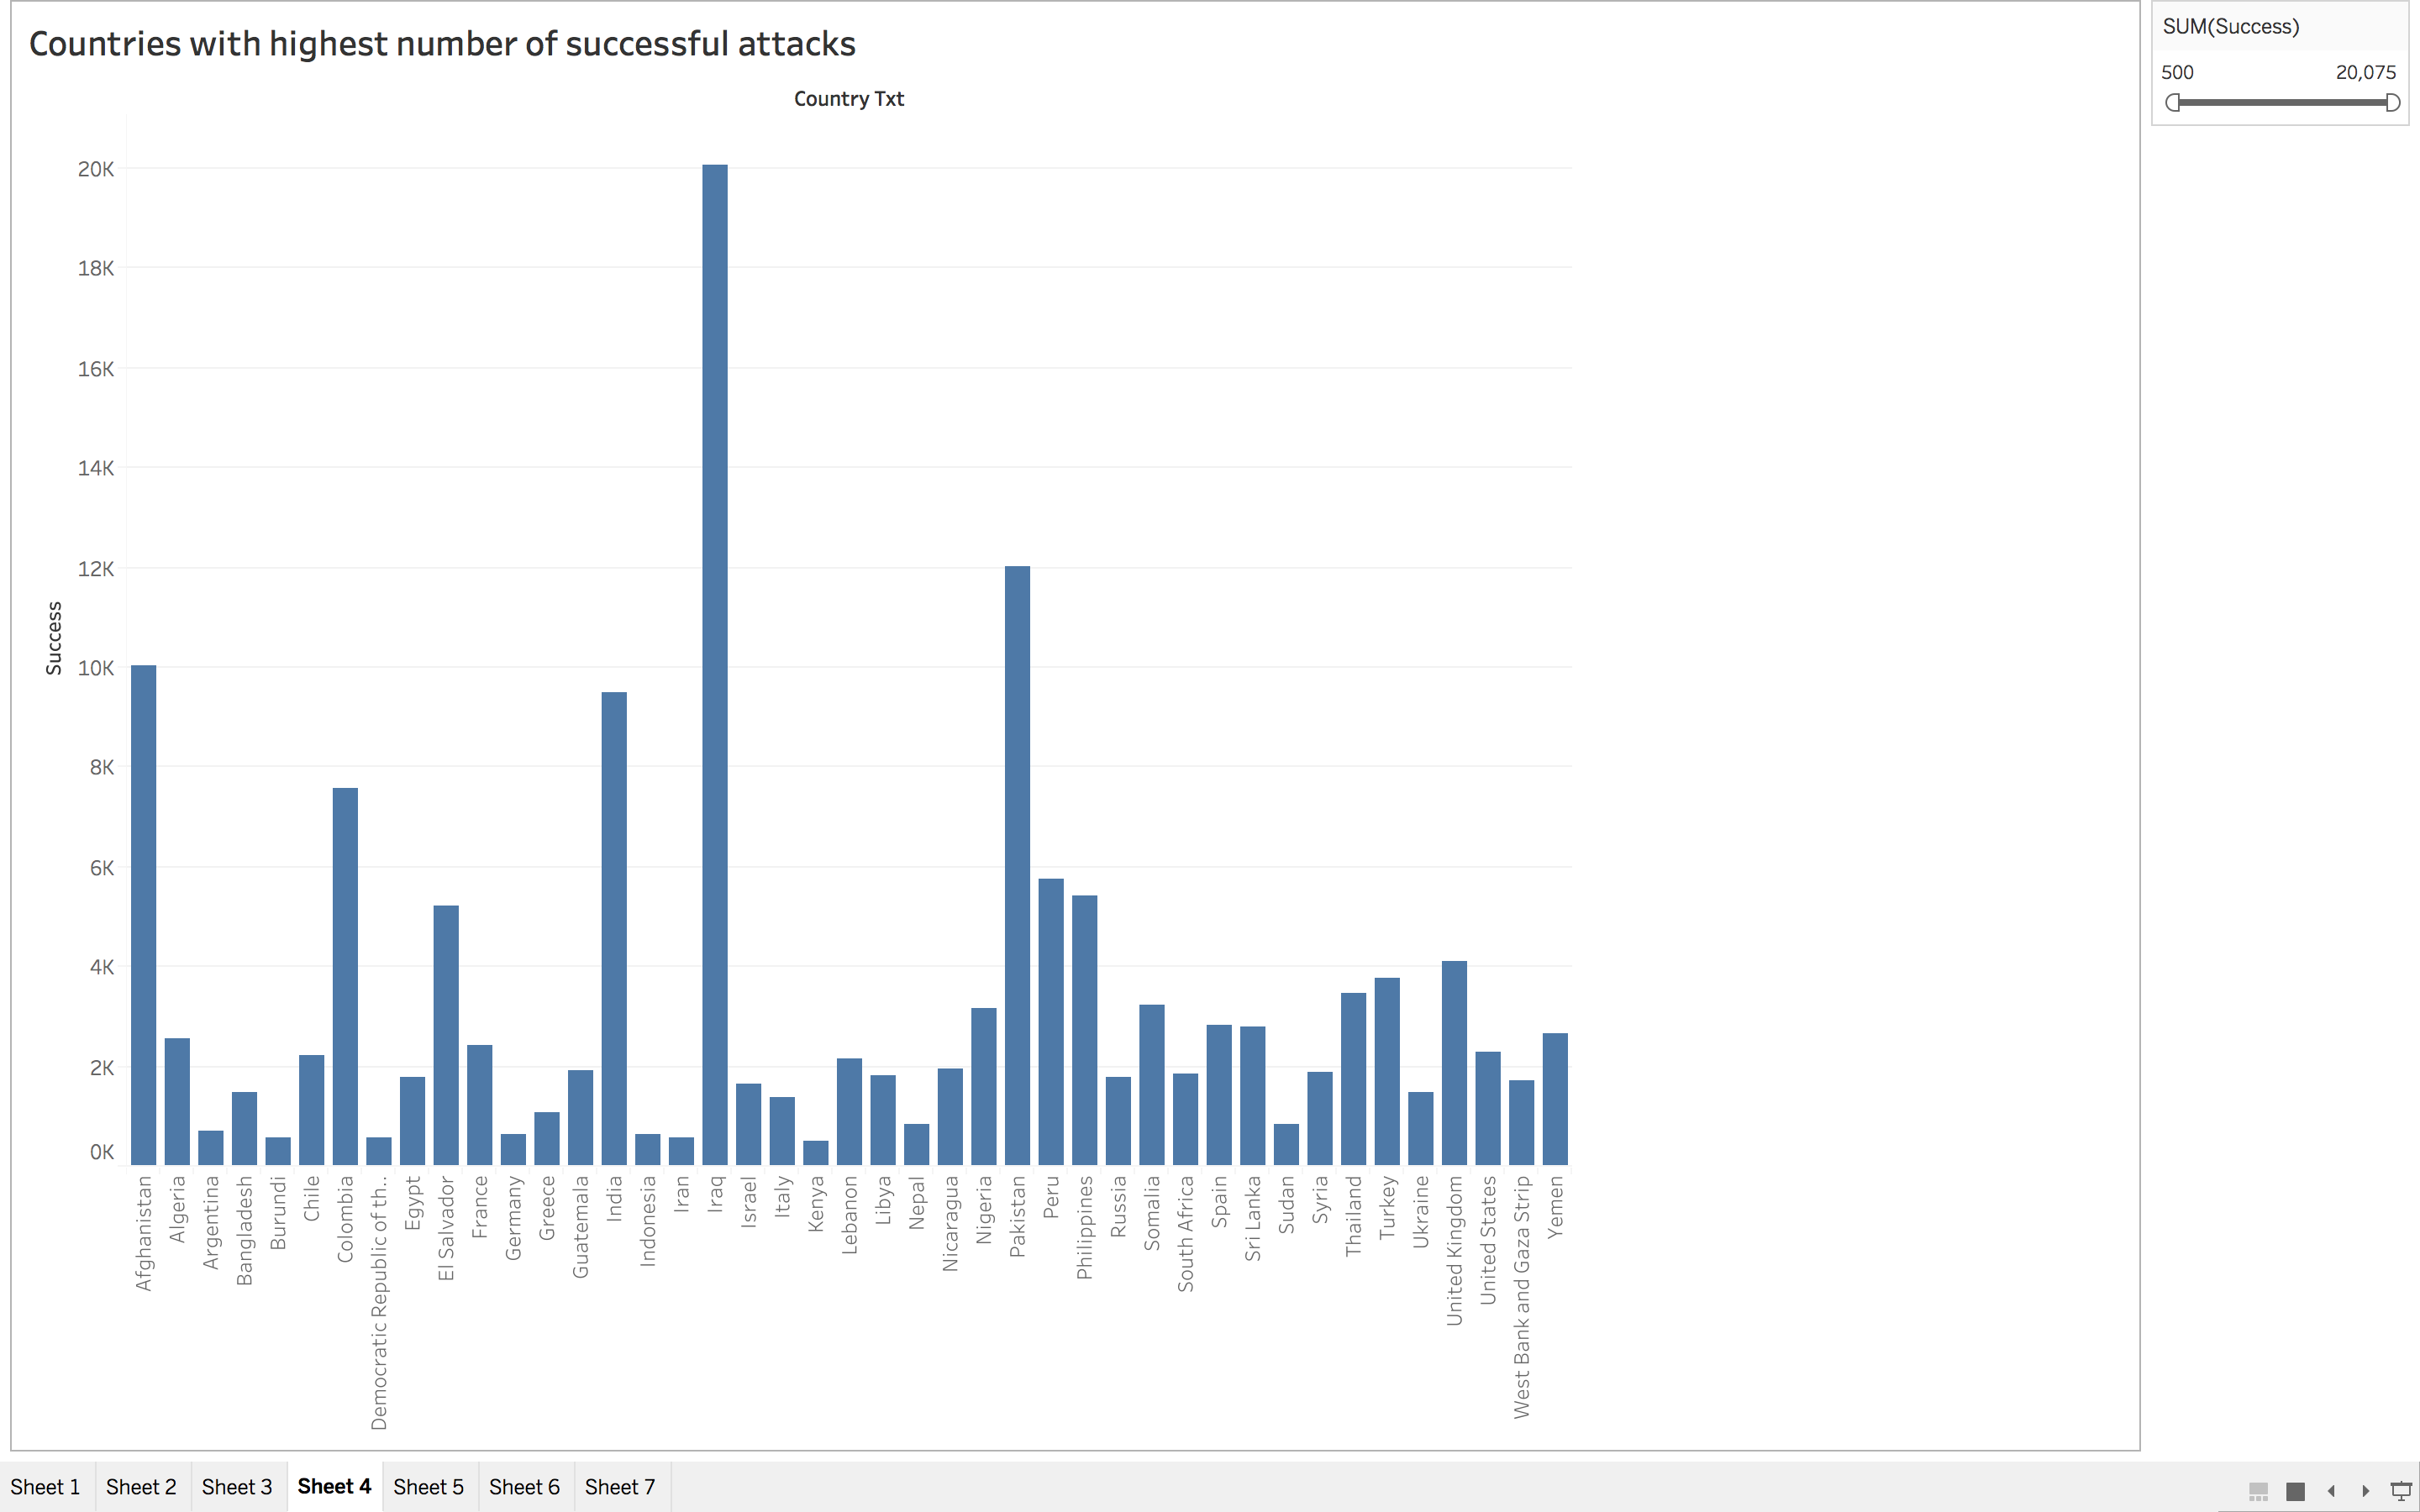 Countries with highest number of successful attacks
SUM(Success)
500 20,075
Country Txt
20K
18K
16K
14K
12K
10K
8K
6K
4K
2K
0K
Success
Afghanistan
Algeria
Argentina
Bangladesh
Burundi
Chile
Colombia
Democratic Republic of th..
Egypt
El Salvador
France
Germany
Greece
Guatemala
India
Indonesia
Iran
Iraq
Israel
Italy
Kenya
Lebanon
Libya
Nepal
Nicaragua
Nigeria
Pakistan
Peru
Philippines
Russia
Somalia
South Africa
Spain
Sri Lanka
Sudan
Syria
Thailand
Turkey
Ukraine
United Kingdom
United States
West Bank and Gaza Strip
Yemen
Sheet 1 Sheet 2 Sheet 3 Sheet 4 Sheet 5 Sheet 6 Sheet 7